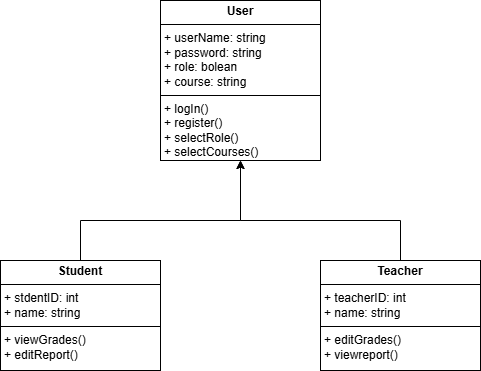 User
+ userName: string
+ password: string
+ role: bolean
+ course: string
+ logIn()
+ register()
+ selectRole()
+ selectCourses()
Student
+ stdentID: int
+ name: string
+ viewGrades()
+ editReport()
Teacher
+ teacherID: int
+ name: string
+ editGrades()
+ viewreport()